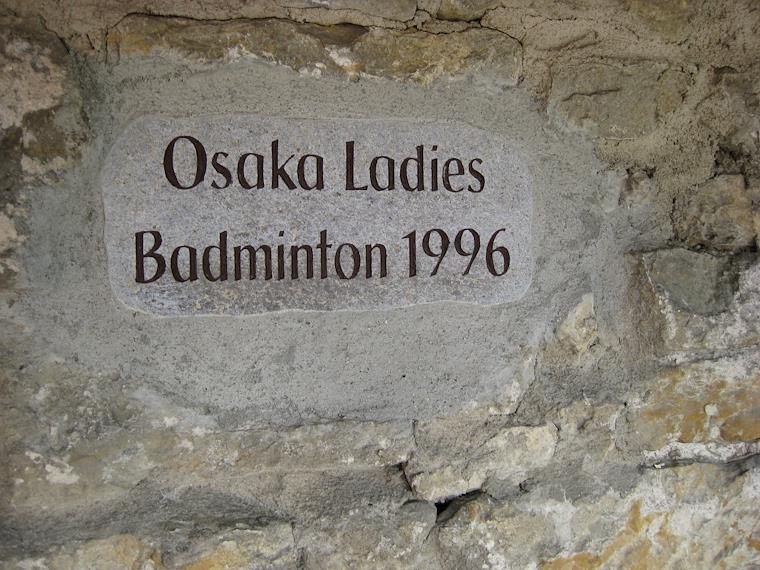 Osaka Ladies
Badminton 1996